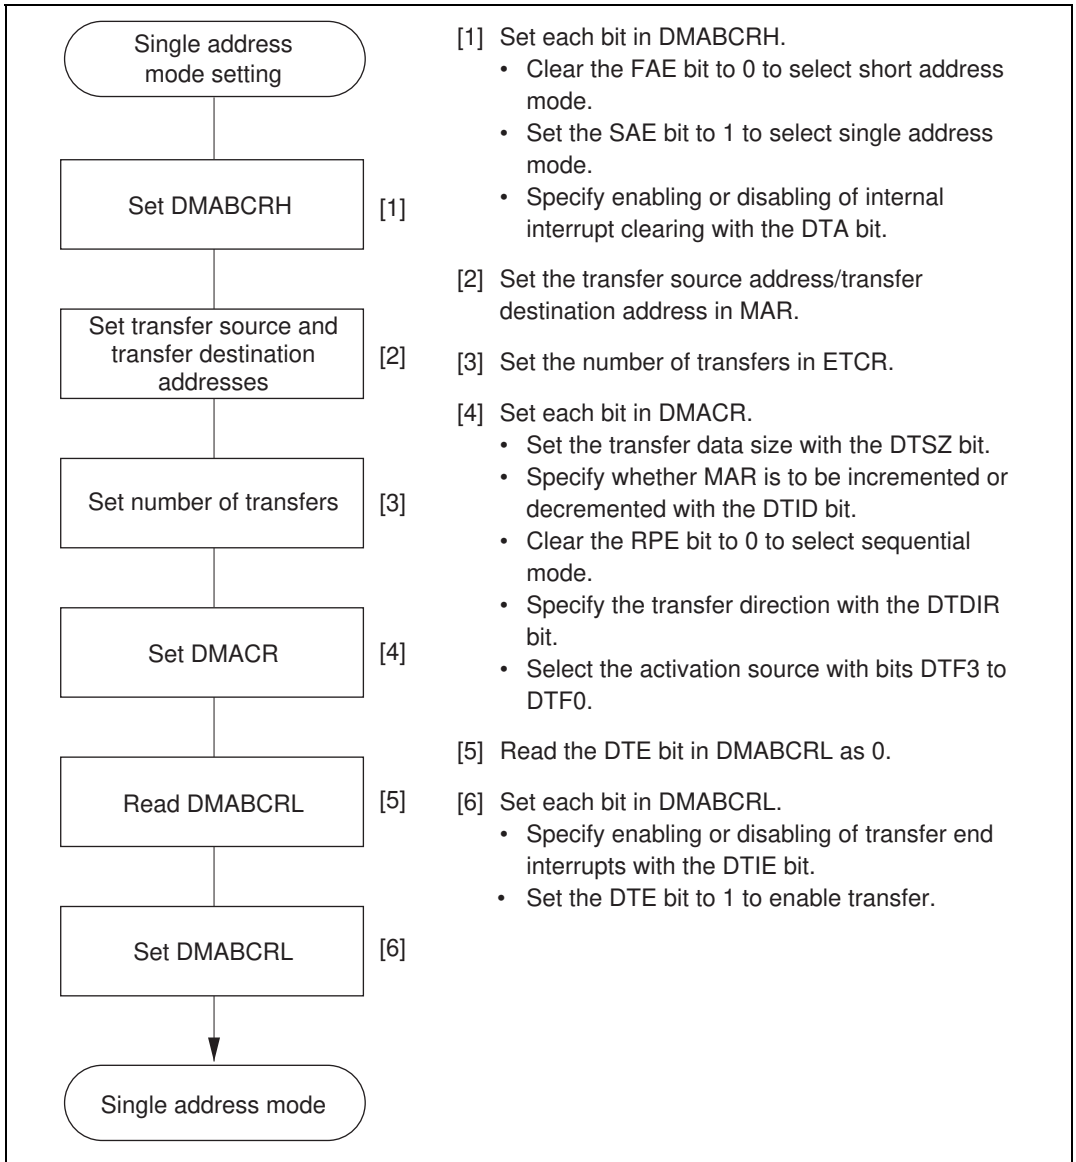 Single address
mode setting
Set DMABCRH
[1]
Set transfer source and
transfer destination
addresses
[2]
Set number of transfers
[3]
Set DMACR
[4]
Read DMABCRL
[5]
Set DMABCRL
[6]
Single address mode
[1] Set each bit in DMABCRH.
• Clear the FAE bit to 0 to select short address
mode.
• Set the SAE bit to 1 to select single address
mode.
• Specify enabling or disabling of internal
interrupt clearing with the DTA bit.
[2] Set the transfer source address/transfer
destination address in MAR.
[3] Set the number of transfers in ETCR.
[4] Set each bit in DMACR.
• Set the transfer data size with the DTSZ bit.
• Specify whether MAR is to be incremented or
decremented with the DTID bit.
• Clear the RPE bit to 0 to select sequential
mode.
• Specify the transfer direction with the DTDIR
bit.
• Select the activation source with bits DTF3 to
DTF0.
[5] Read the DTE bit in DMABCRL as 0.
[6] Set each bit in DMABCRL.
• Specify enabling or disabling of transfer end
interrupts with the DTIE bit.
• Set the DTE bit to 1 to enable transfer.